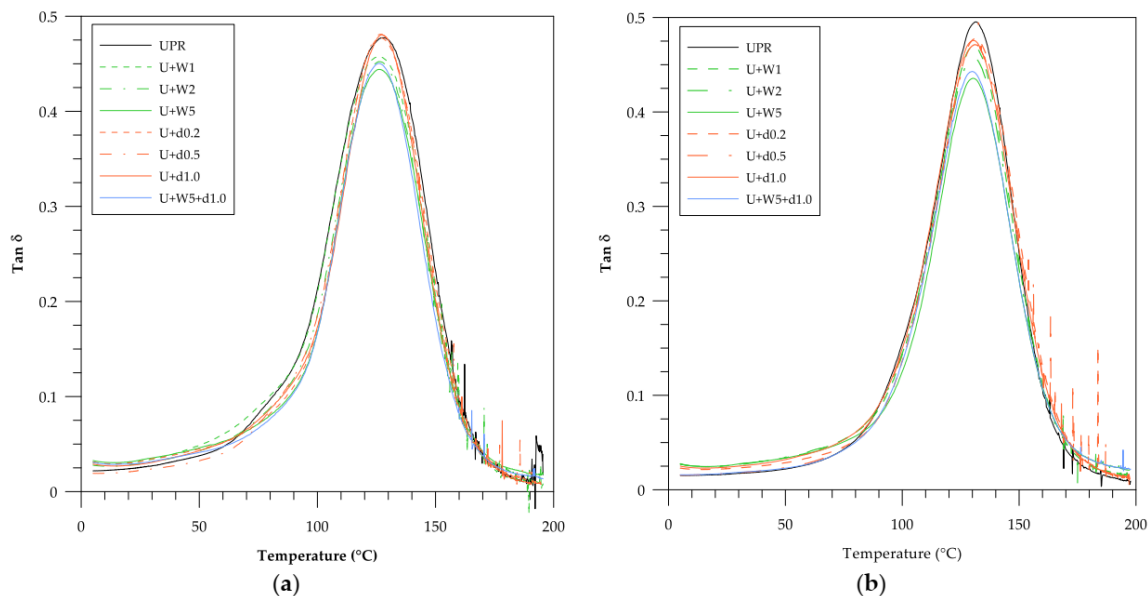 0.5
UPR
U+W1
U+W2
U+W5
U+d0.2
U+d0.5
U+d1.0
U+W5+d1.0
0.4
0.3
Tan δ
0.2
0.1
0
0
50
100
150
200
Temperature (°C)
(a)
0.5
UPR
U+W1
U+W2
U+W5
U+d0.2
U+d0.5
U+d1.0
U+W5+d1.0
0.4
0.3
Tan δ
0.2
0.1
0
0
50
100
150
200
Temperature (°C)
(b)